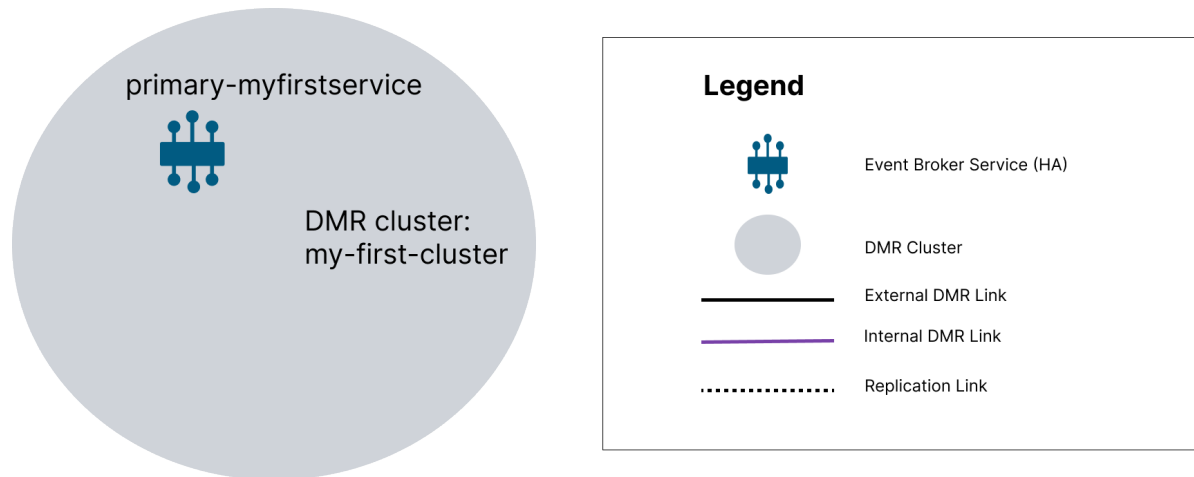 primary-myfirstservice
DMR cluster:
my-first-cluster
Legend
Event Broker Service (HA)
DMR Cluster
External DMR Link
Internal DMR Link
Replication Link